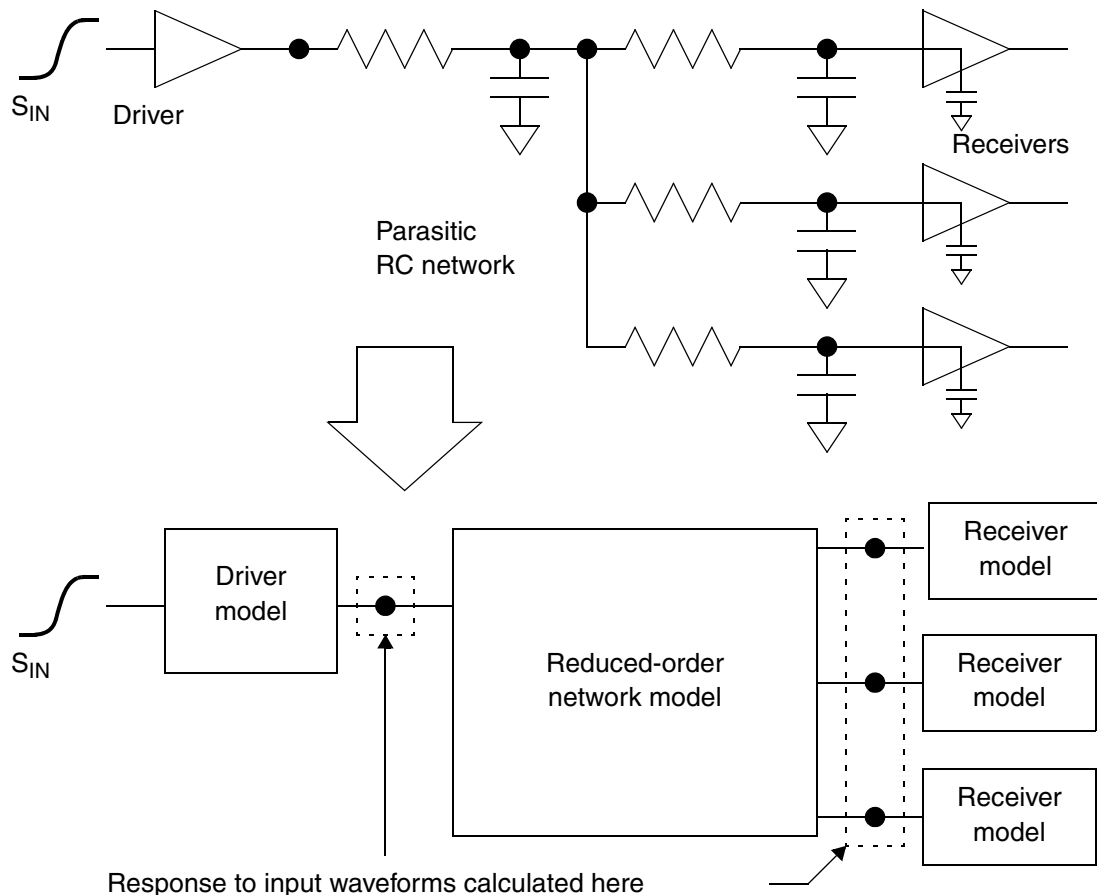 S_IN
Driver
Receivers
Parasitic
RC network
Driver
model
S_IN
Reduced-order
network model
Receiver
model
Receiver
model
Receiver
model
Response to input waveforms calculated here